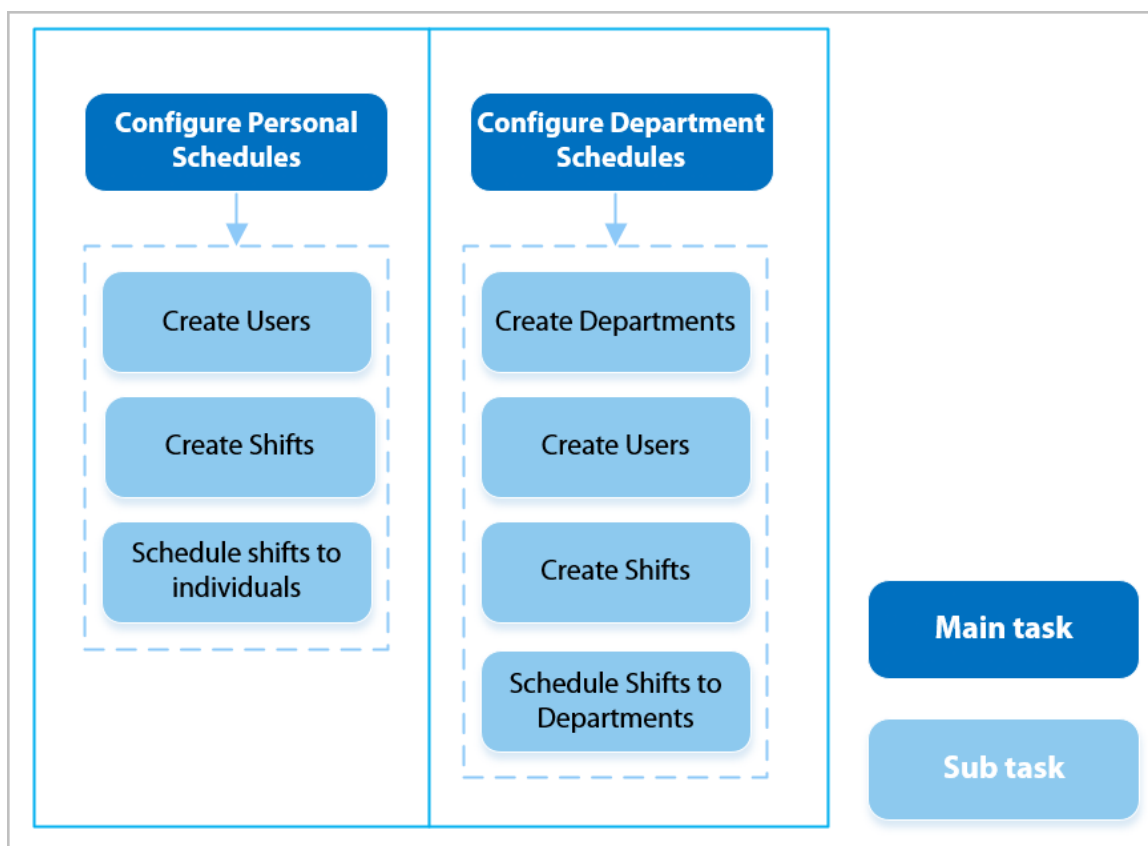 Configure Personal
Schedules
Create Users
Create Shifts
Schedule shifts to
individuals
Configure Department
Schedules
Create Departments
Create Users
Create Shifts
Schedule Shifts to
Departments
Main task
Sub task